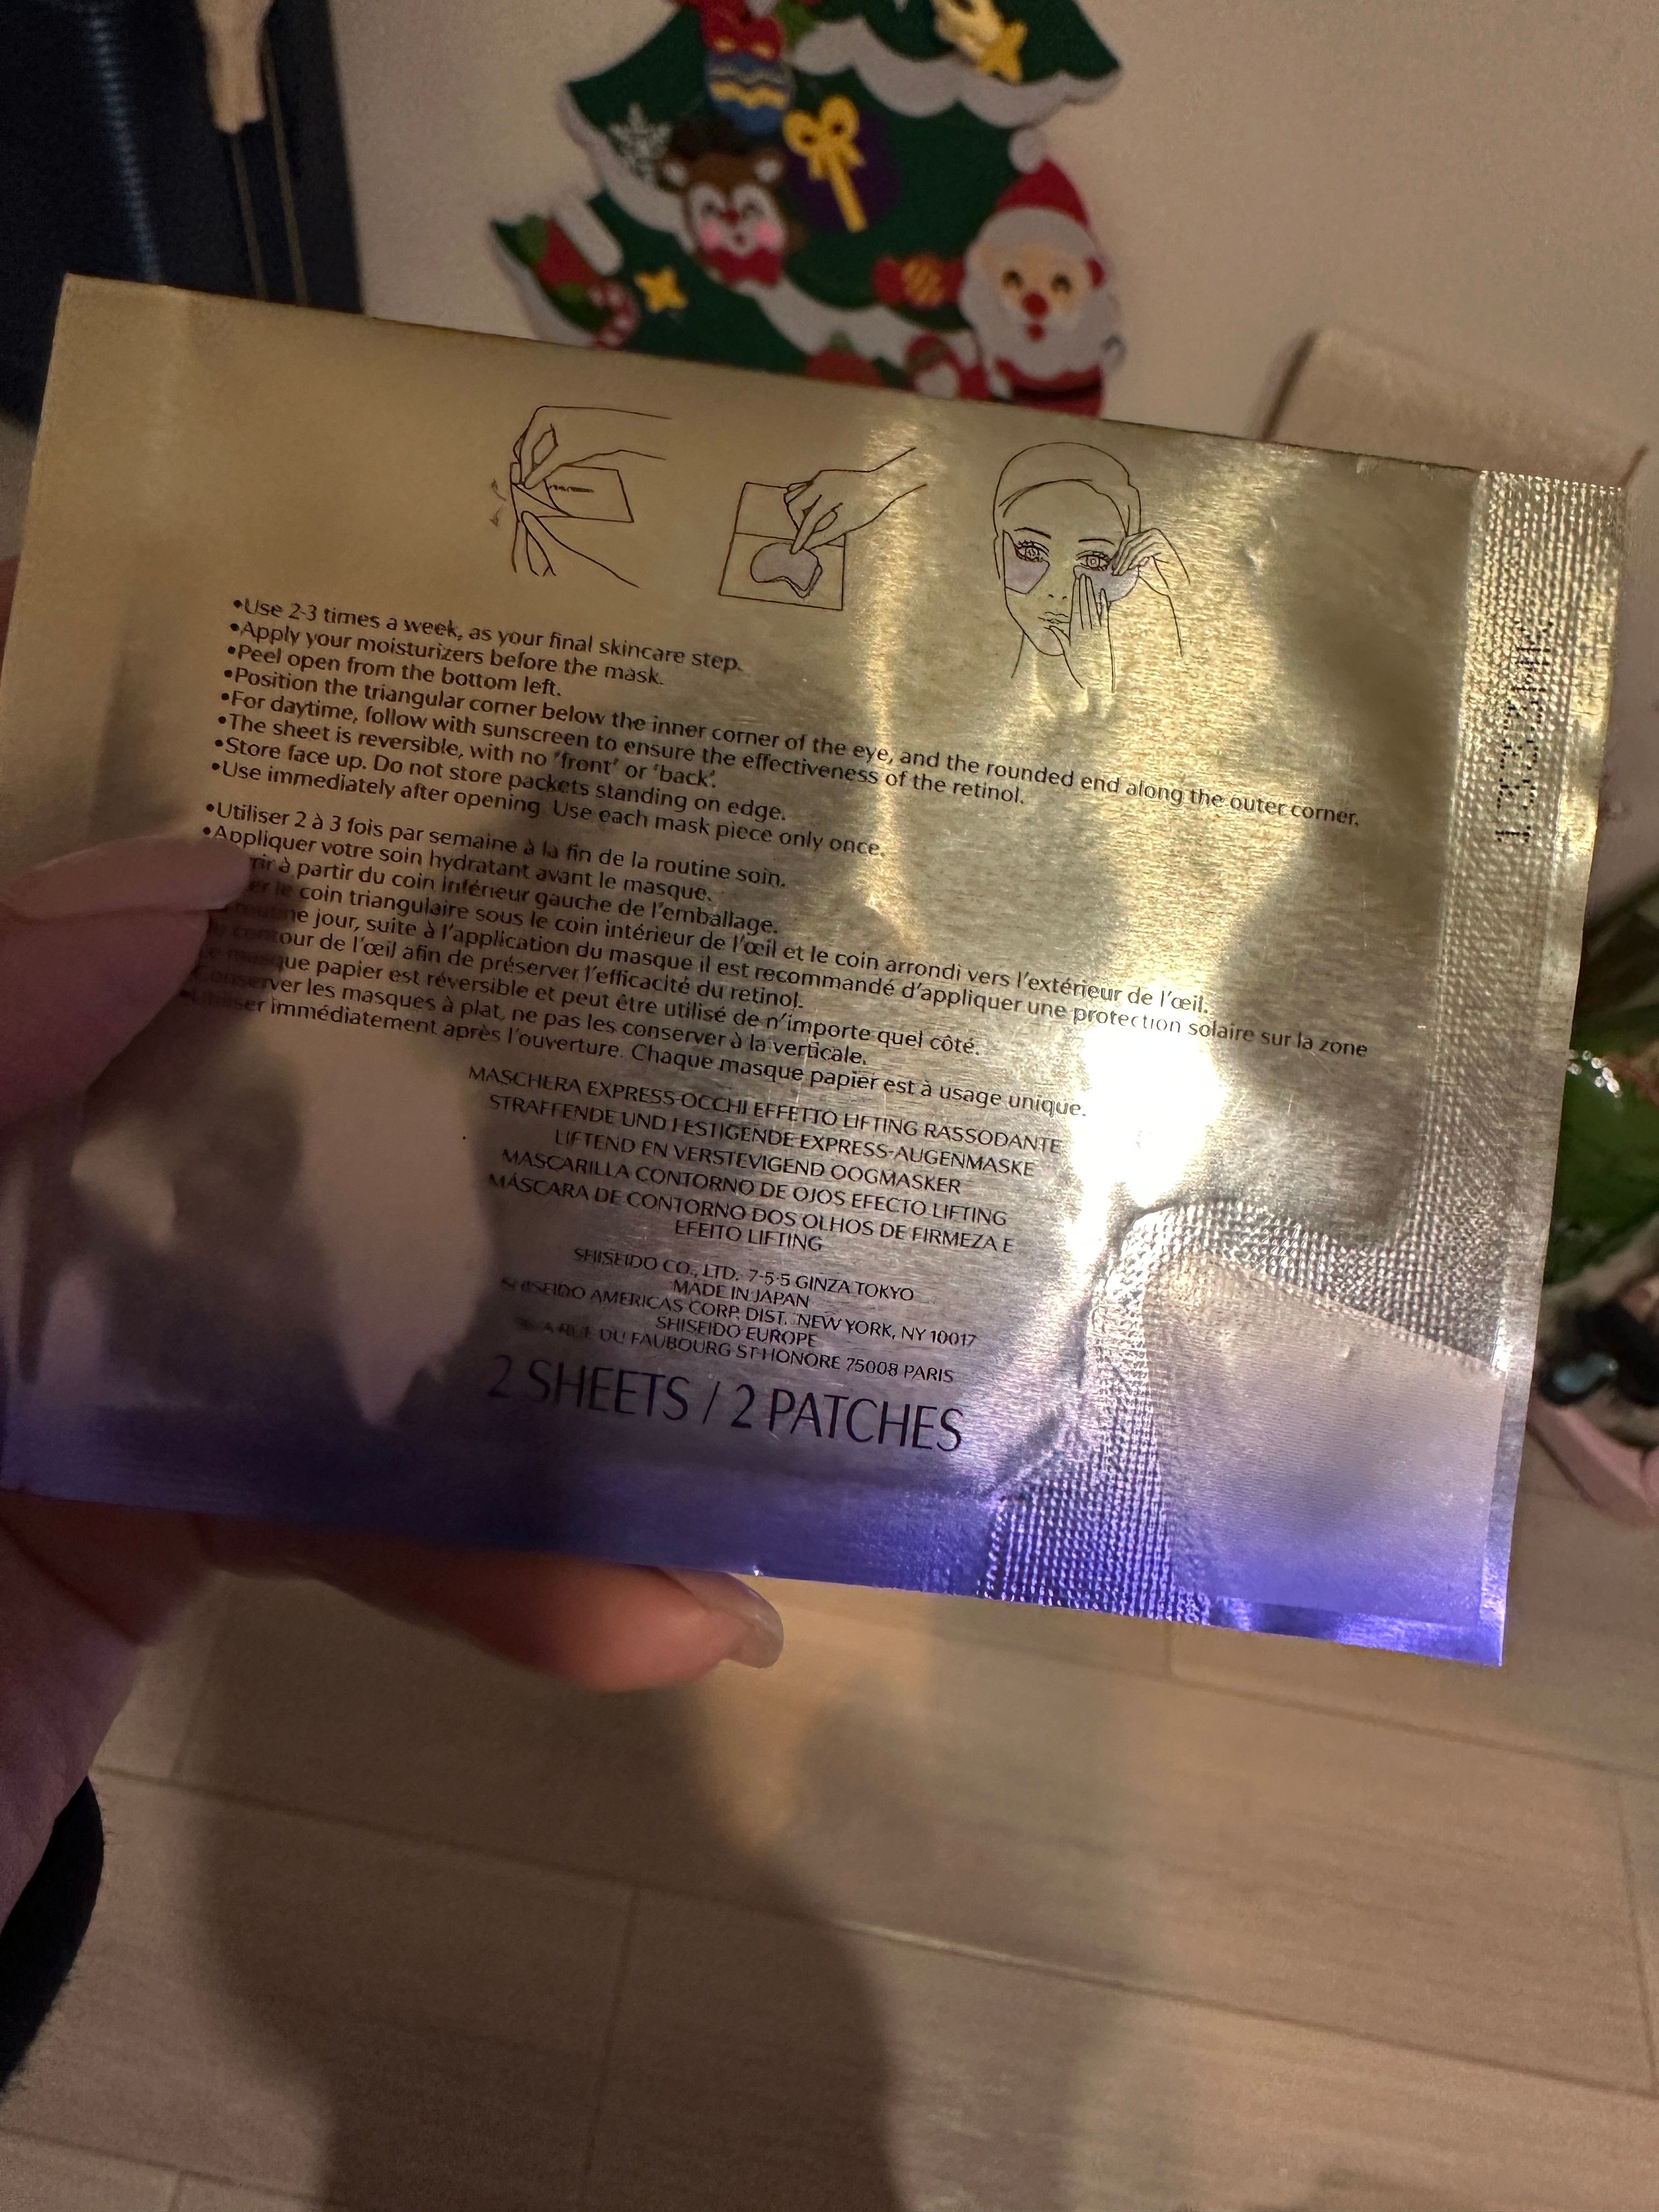 •Use 2-3 times a week, as your final skincare step.
•Apply your moisturizers before the mask.
•Peel open from the bottom left.
•Position the triangular corner below the inner corner of the eye, and the rounded end along the outer corner.
•For daytime, follow with sunscreen to ensure the effectiveness of the retinol.
•The sheet is reversible, with no ‘front’ or ‘back’.
•Store face up. Do not store packets standing on edge.
•Use immediately after opening. Use each mask piece only once.
•Utiliser 2 à 3 fois par semaine à la fin de la routine soin.
•Appliquer votre soin hydratant avant le masque.
à partir du coin inférieur gauche de l’emballage.
le coin triangulaire sous le coin intérieur de l’œil et le coin arrondi vers l’extérieur de l’œil.
routine jour, suite à l’application du masque il est recommandé d’appliquer une protection solaire sur la zone
contour de l’œil afin de préserver l’efficacité du retinol.
masque papier est réversible et peut être utilisé de n’importe quel côté.
Conserver les masques à plat, ne pas les conserver à la verticale.
Utiliser immédiatement après l’ouverture. Chaque masque papier est à usage unique.
MASCHERA EXPRESS-OCCHI EFFETTO LIFTING RASSODANTE
STRAFFENDE UND FESTIGENDE EXPRESS-AUGENMASKE
LIFTEND EN VERSTEVIGEND OOGMASKER
MASCARILLA CONTORNO DE OJOS EFECTO LIFTING
MÁSCARA DE CONTORNO DOS OLHOS DE FIRMEZA E
EFEITO LIFTING
SHISEIDO CO., LTD. 7-5-5 GINZA TOKYO
MADE IN JAPAN
SHISEIDO AMERICAS CORP. DIST. NEW YORK, NY 10017
SHISEIDO EUROPE
RUE DU FAUBOURG ST-HONORE 75008 PARIS
2 SHEETS / 2 PATCHES